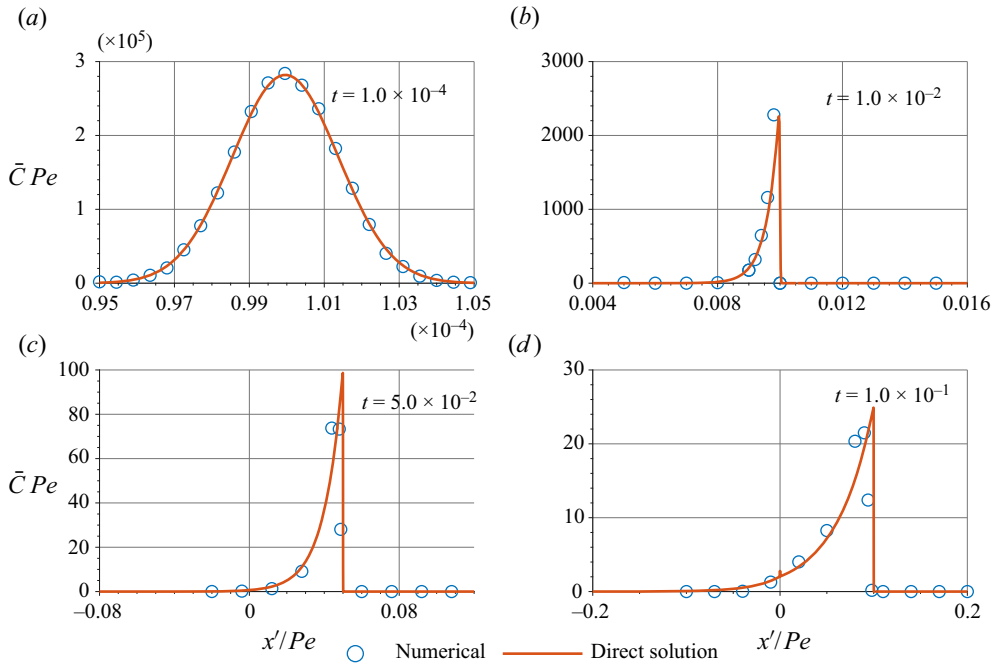 (a)
(×10⁵)
3
2
1
0
C̄ Pe
t = 1.0 × 10⁻⁴
0.95 0.97 0.99 1.01 1.03 1.05
(×10⁻⁴)
(b)
3000
2000
1000
0
t = 1.0 × 10⁻²
0.004 0.008 0.012 0.016
(c)
100
80
60
40
20
0
C̄ Pe
t = 5.0 × 10⁻²
−0.08 0 0.08
x′/Pe
(d)
30
20
10
0
t = 1.0 × 10⁻¹
−0.2 0 0.2
x′/Pe
Numerical Direct solution